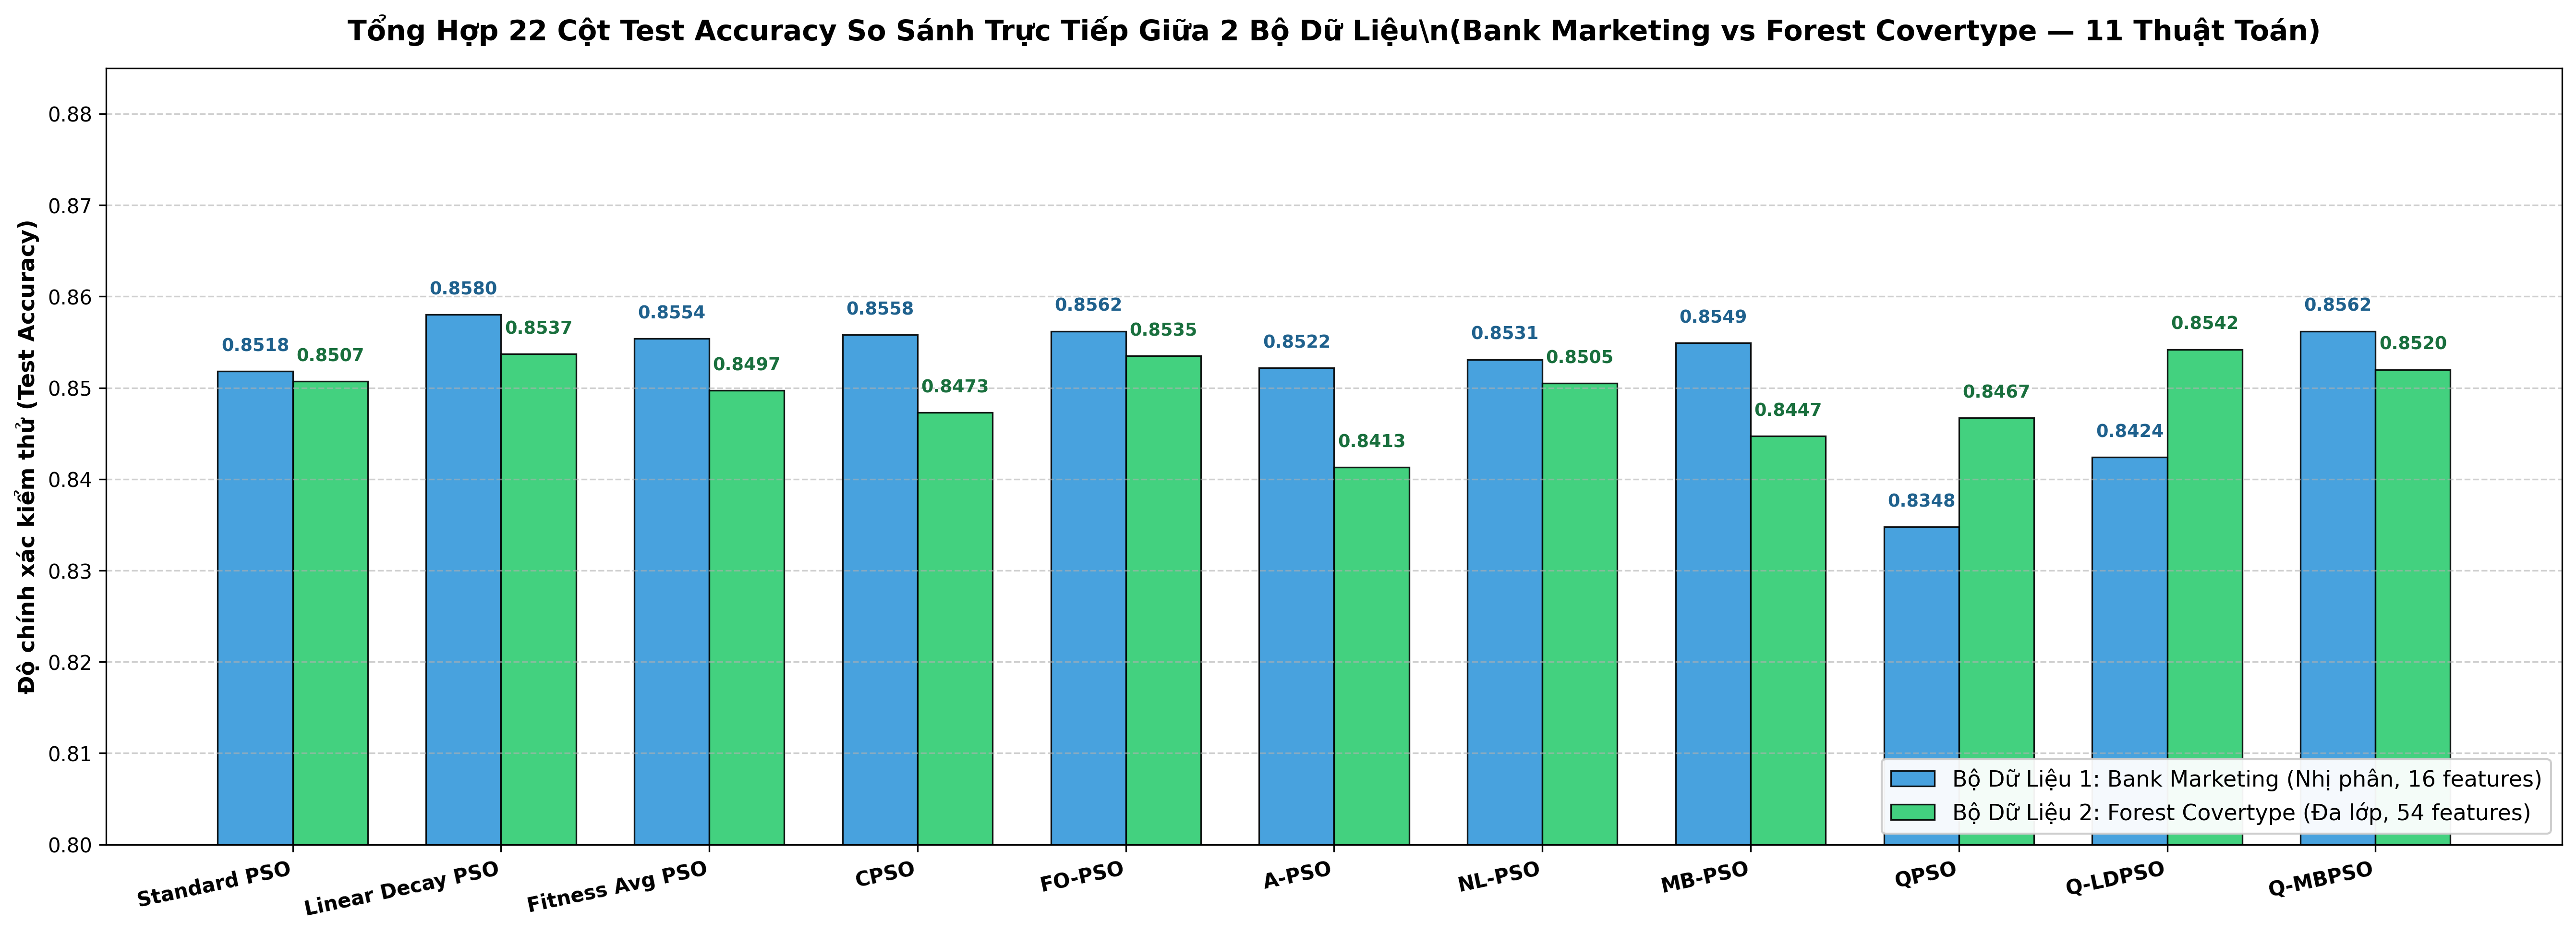 Tổng Hợp 22 Cột Test Accuracy So Sánh Trực Tiếp Giữa 2 Bộ Dữ Liệu\n(Bank Marketing vs Forest Covertype — 11 Thuật Toán)
Độ chính xác kiểm thử (Test Accuracy)
0.88
0.87
0.86
0.85
0.84
0.83
0.82
0.81
0.80
0.8518
0.8507
0.8580
0.8537
0.8554
0.8497
0.8558
0.8473
0.8562
0.8535
0.8522
0.8413
0.8531
0.8505
0.8549
0.8447
0.8348
0.8467
0.8424
0.8542
0.8562
0.8520
Bộ Dữ Liệu 1: Bank Marketing (Nhị phân, 16 features)
Bộ Dữ Liệu 2: Forest Covertype (Đa lớp, 54 features)
Standard PSO
Linear Decay PSO
Fitness Avg PSO
CPSO
FO-PSO
A-PSO
NL-PSO
MB-PSO
QPSO
Q-LDPSO
Q-MBPSO